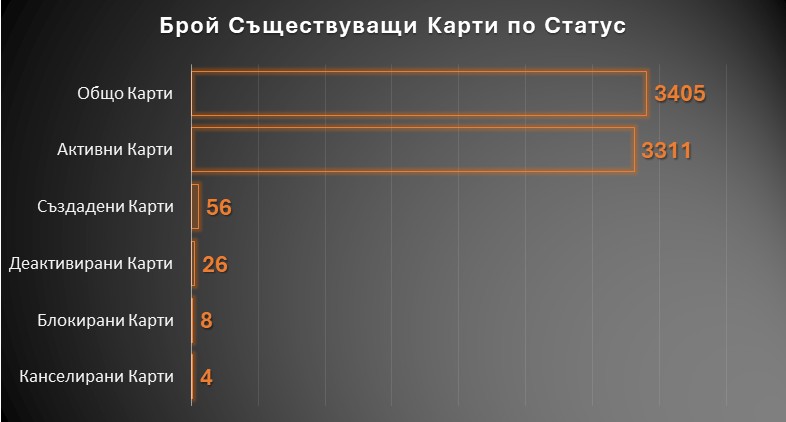 Брой Съществуващи Карти по Статус
Общо Карти 3405
Активни Карти 3311
Създадени Карти 56
Деактивирани Карти 26
Блокирани Карти 8
Канселирани Карти 4